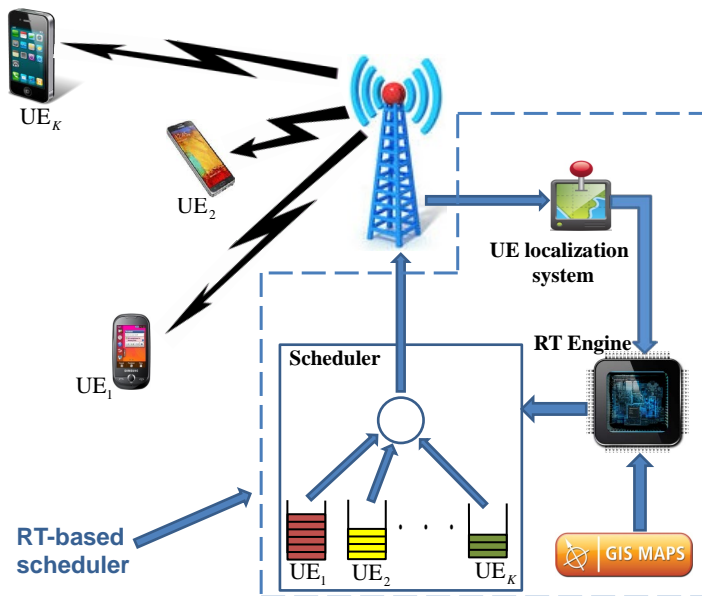 UE_K
UE_2
UE_1
UE localization
system
Scheduler
RT Engine
RT-based
scheduler
. . . .
UE_1
UE_2
UE_K
GIS MAPS